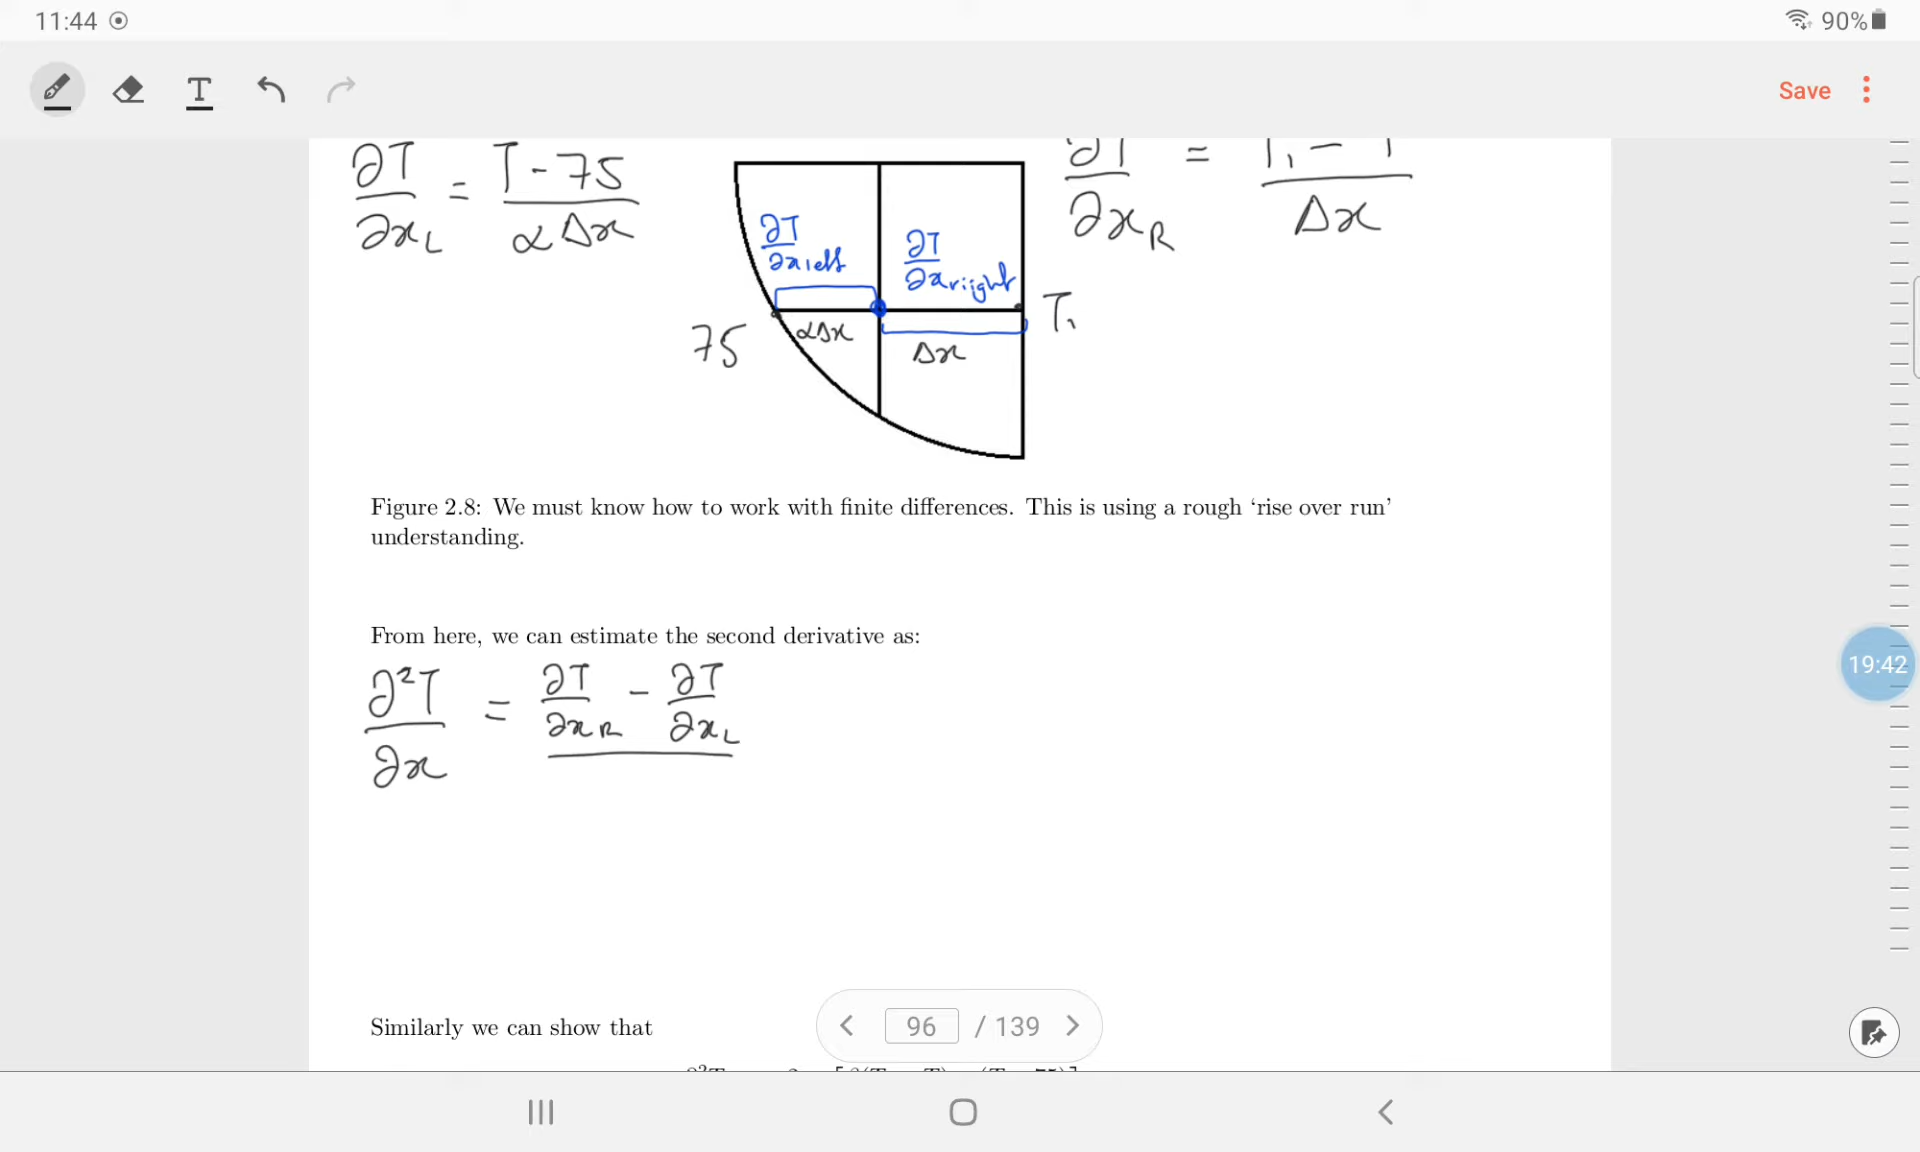 11:44
90%
T
Save
∂T/∂x_L = T - 75/αΔx
∂T/∂x_R = T₁ - T/Δx
∂T/∂x left
∂T/∂x riight
75
αΔx
Δx
T₁
Figure 2.8: We must know how to work with finite differences. This is using a rough ‘rise over run’
understanding.
From here, we can estimate the second derivative as:
∂²T/∂x = ∂T/∂x_R - ∂T/∂x_L
19:42
Similarly we can show that
96 / 139